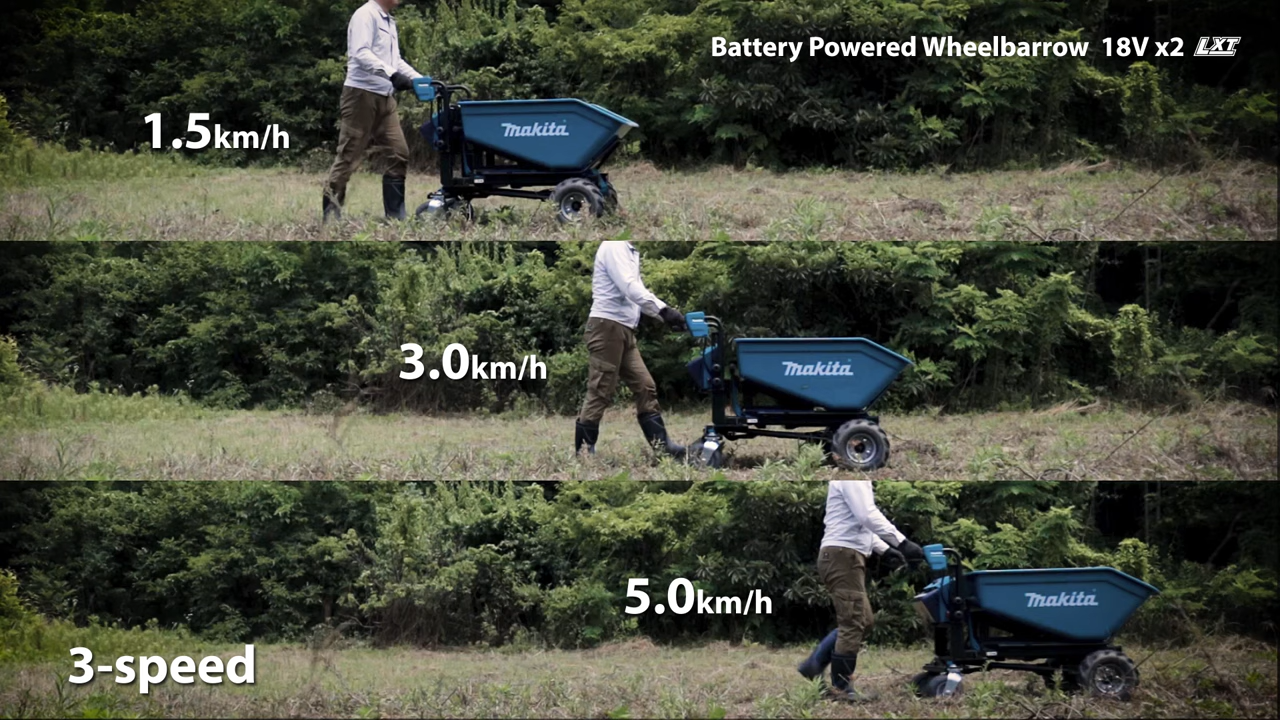 Battery Powered Wheelbarrow 18V x2 LXT
1.5km/h
Makita
3.0km/h
Makita
5.0km/h
Makita
3-speed